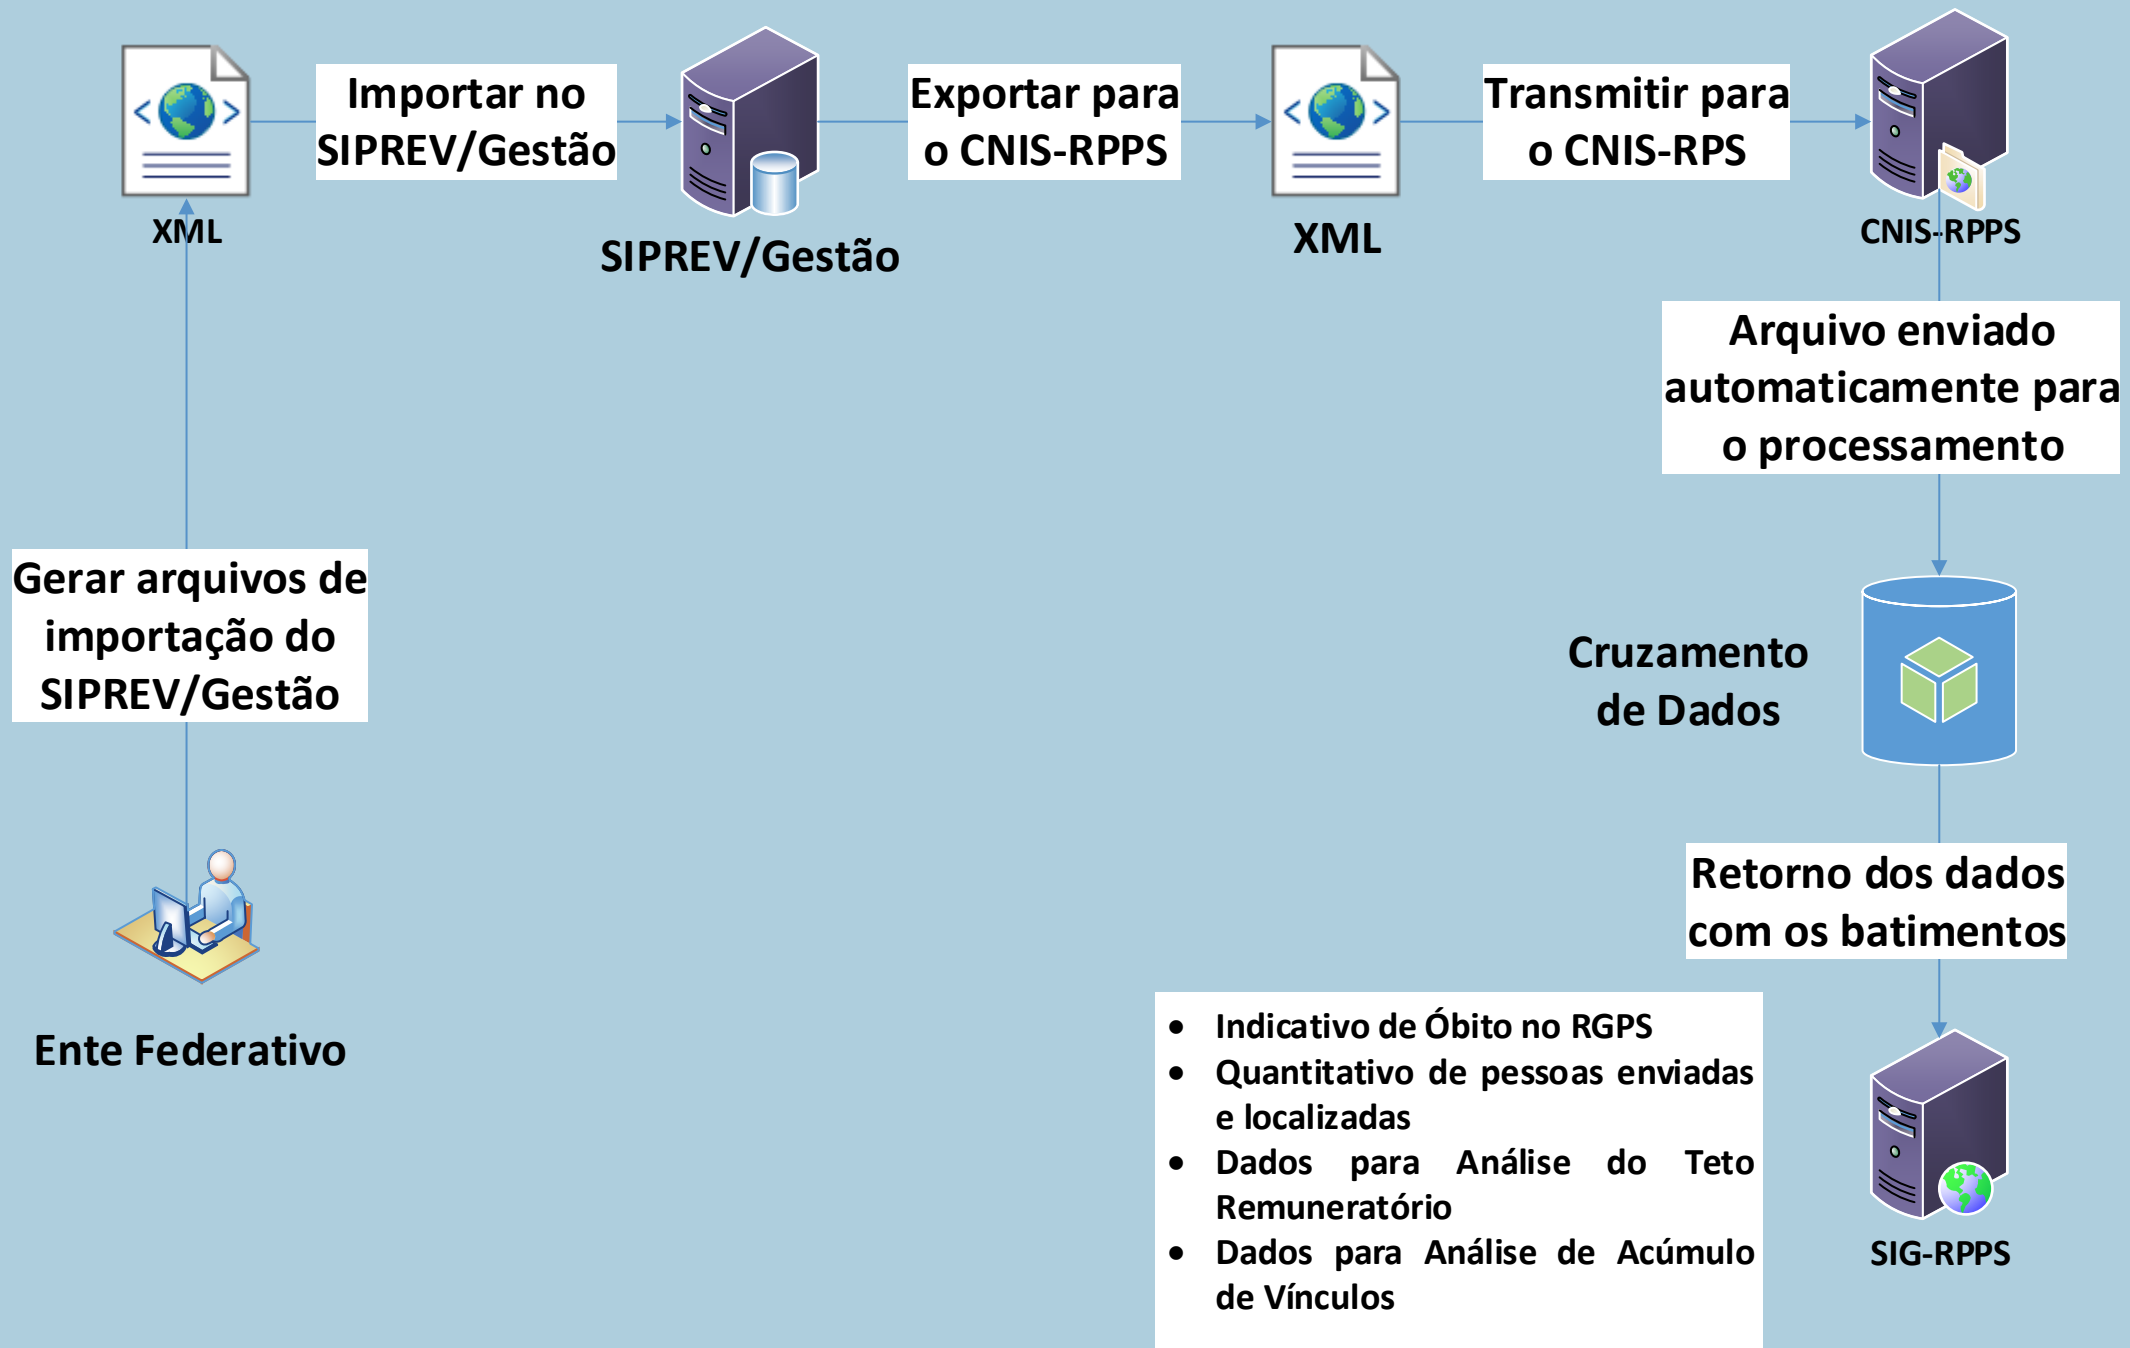 Importar no
SIPREV/Gestão
Exportar para
o CNIS-RPPS
Transmitir para
o CNIS-RPS
XML
SIPREV/Gestão
XML
CNIS-RPPS
Arquivo enviado
automaticamente para
o processamento
Gerar arquivos de
importação do
SIPREV/Gestão
Cruzamento
de Dados
Retorno dos dados
com os batimentos
Ente Federativo
• Indicativo de Óbito no RGPS
• Quantitativo de pessoas enviadas
e localizadas
• Dados para Análise do Teto
Remuneratório
• Dados para Análise de Acúmulo
de Vínculos
SIG-RPPS